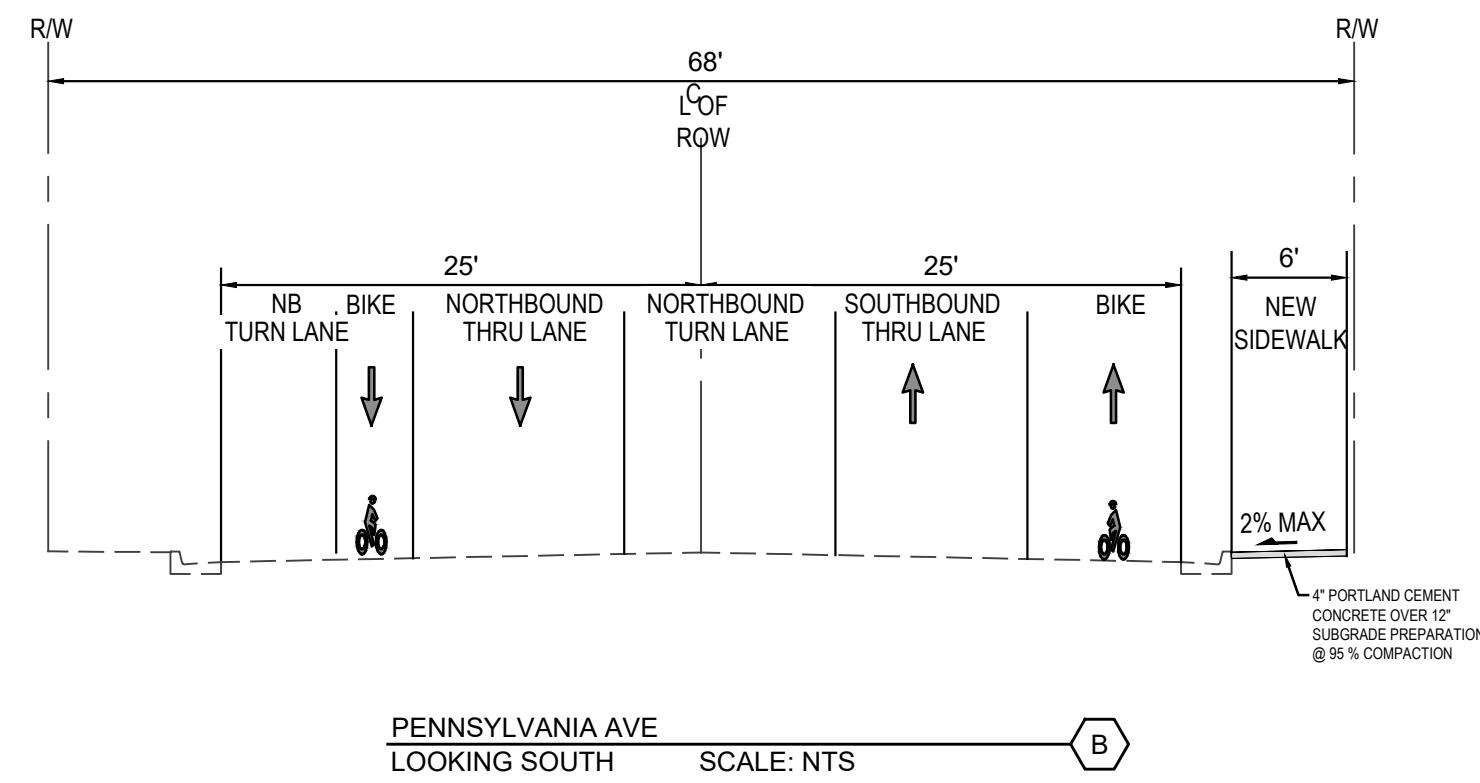 R/W
R/W
68'
CL OF
ROW
25'
25'
6'
NB
TURN LANE
BIKE
NORTHBOUND
THRU LANE
NORTHBOUND
TURN LANE
SOUTHBOUND
THRU LANE
BIKE
NEW
SIDEWALK
2% MAX
4" PORTLAND CEMENT
CONCRETE OVER 12"
SUBGRADE PREPARATION
@ 95 % COMPACTION
PENNSYLVANIA AVE
LOOKING SOUTH SCALE: NTS
B